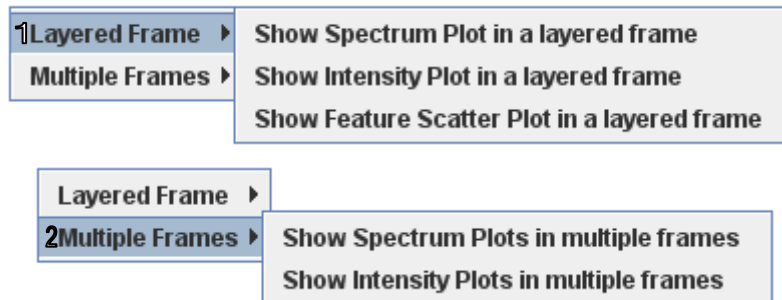 1Layered Frame Show Spectrum Plot in a layered frame
Multiple Frames Show Intensity Plot in a layered frame
Show Feature Scatter Plot in a layered frame
Layered Frame
2Multiple Frames Show Spectrum Plots in multiple frames
Show Intensity Plots in multiple frames